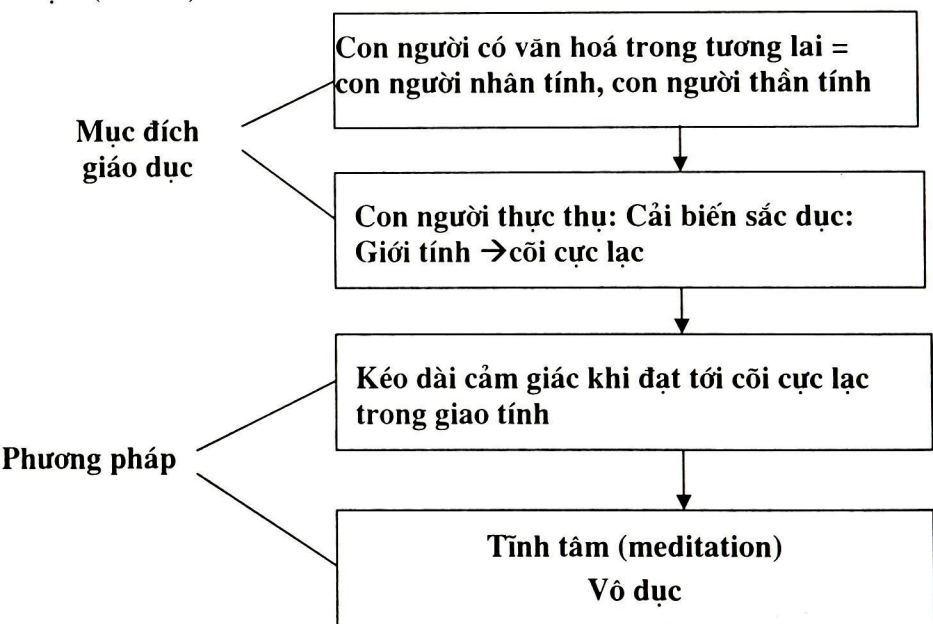 Con người có văn hoá trong tương lai =
con người nhân tính, con người thần tính
Mục đích
giáo dục
Con người thực thụ: Cải biến sắc dục:
Giới tính →cõi cực lạc
Kéo dài cảm giác khi đạt tới cõi cực lạc
trong giao tính
Phương pháp
Tĩnh tâm (meditation)
Vô dục